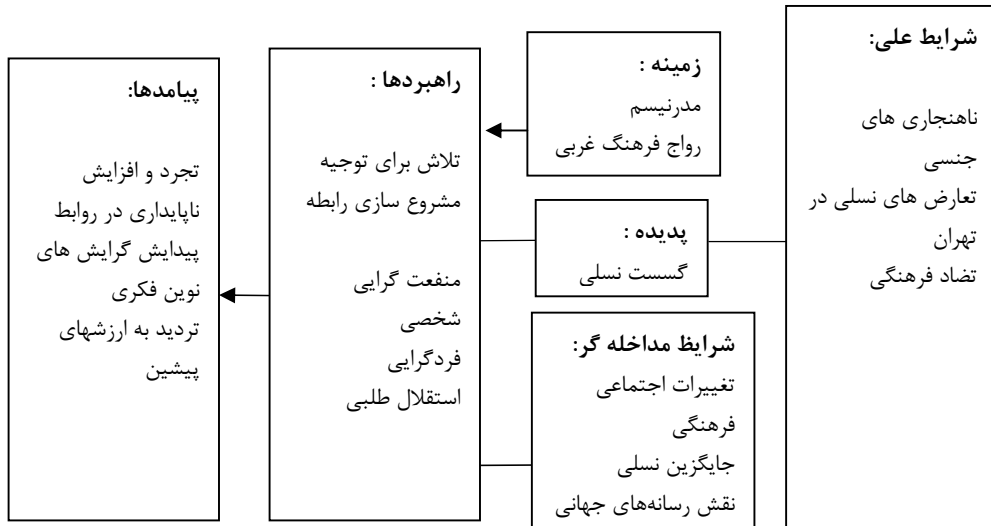 شرایط علی:
ناهنجاری های
جنسی
تعارض های نسلی در
تهران
تضاد فرهنگی
زمینه :
مدرنیسم
رواج فرهنگ غربی
پدیده :
گسست نسلی
شرایظ مداخله گر:
تغییرات اجتماعی
فرهنگی
جایگزین نسلی
نقش رسانه‌های جهانی
راهبردها :
تلاش برای توجیه
مشروع سازی رابطه
منفعت گرایی
شخصی
فردگرایی
استقلال طلبی
پیامدها:
تجرد و افزایش
ناپایداری در روابط
پیدایش گرایش های
نوین فکری
تردید به ارزشهای
پیشین